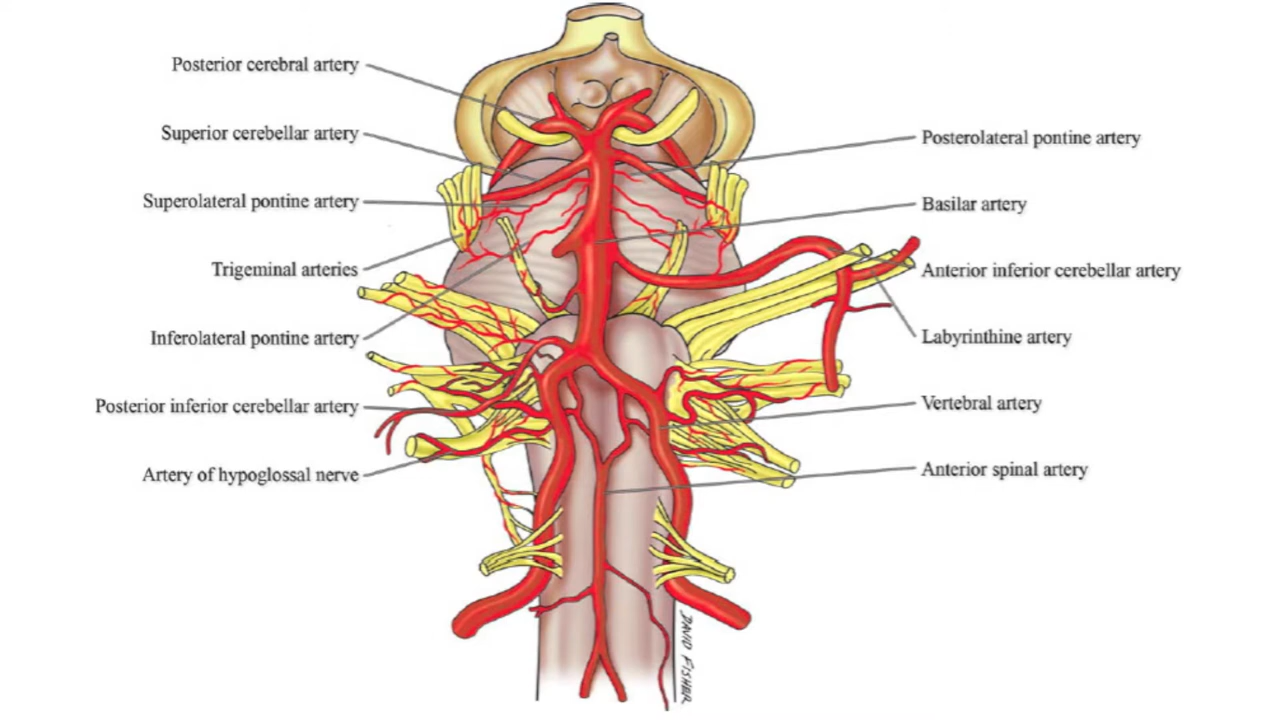 Posterior cerebral artery
Superior cerebellar artery
Superolateral pontine artery
Trigeminal arteries
Inferolateral pontine artery
Posterior inferior cerebellar artery
Artery of hypoglossal nerve
Posterolateral pontine artery
Basilar artery
Anterior inferior cerebellar artery
Labyrinthine artery
Vertebral artery
Anterior spinal artery
DAVID FISHER